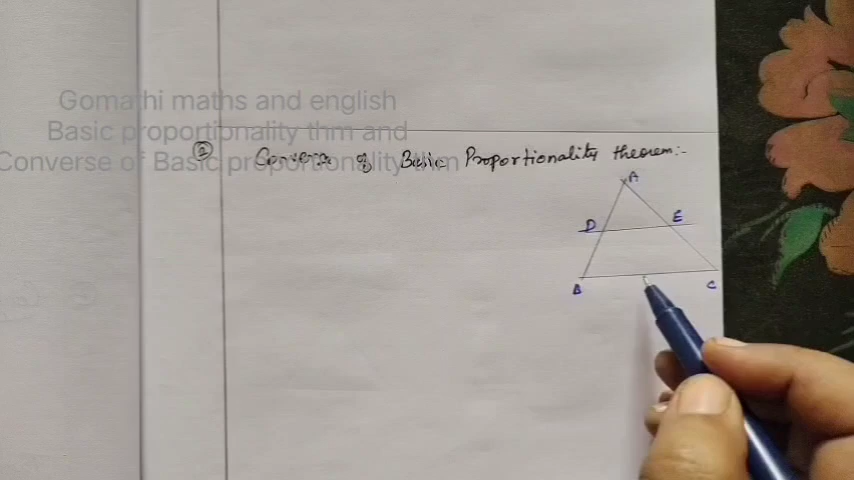 Gomathi maths and english
Basic proportionality thm and
Converse of Basic proportionality thm
② Converse of Basic Proportionality theorem:-
A
D E
B C